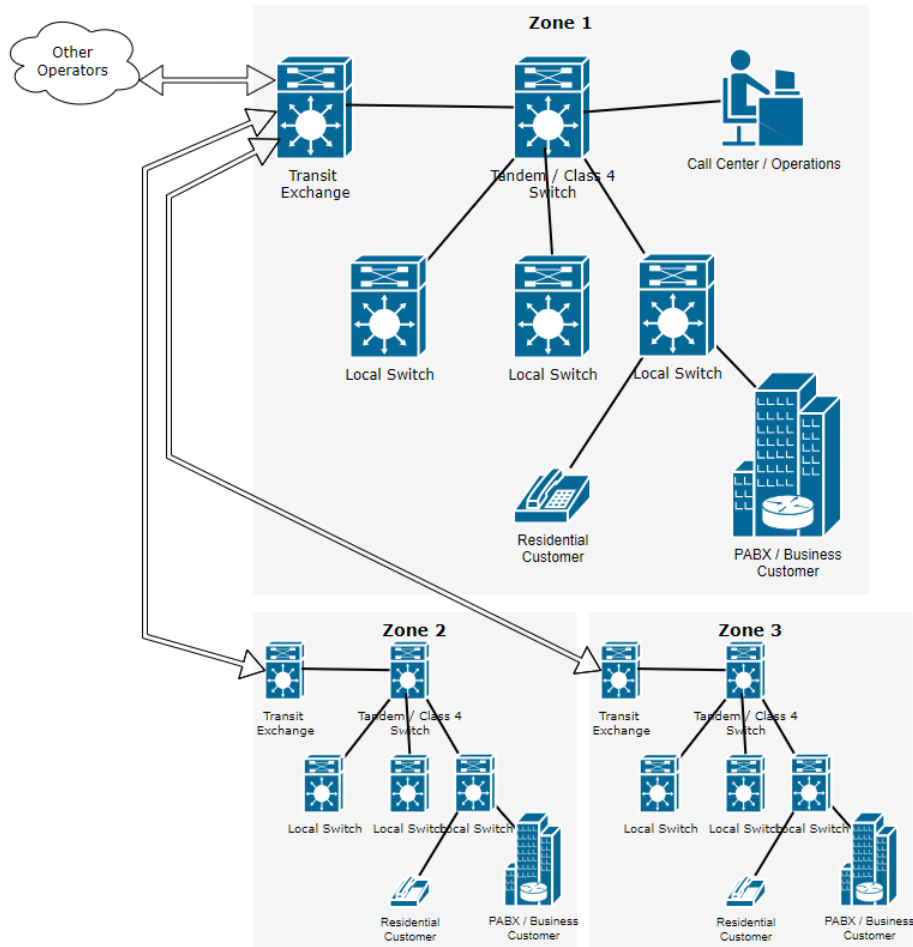 Zone 1
Other
Operators
Transit
Exchange
Tandem / Class 4
Switch
Call Center / Operations
Local Switch
Local Switch
Local Switch
Residential
Customer
PABX / Business
Customer
Zone 2
Transit
Exchange
Tandem / Class 4
Switch
Local Switch
Local Switch
Local Switch
Residential
Customer
PABX / Business
Customer
Zone 3
Transit
Exchange
Tandem / Class 4
Switch
Local Switch
Local Switch
Local Switch
Residential
Customer
PABX / Business
Customer